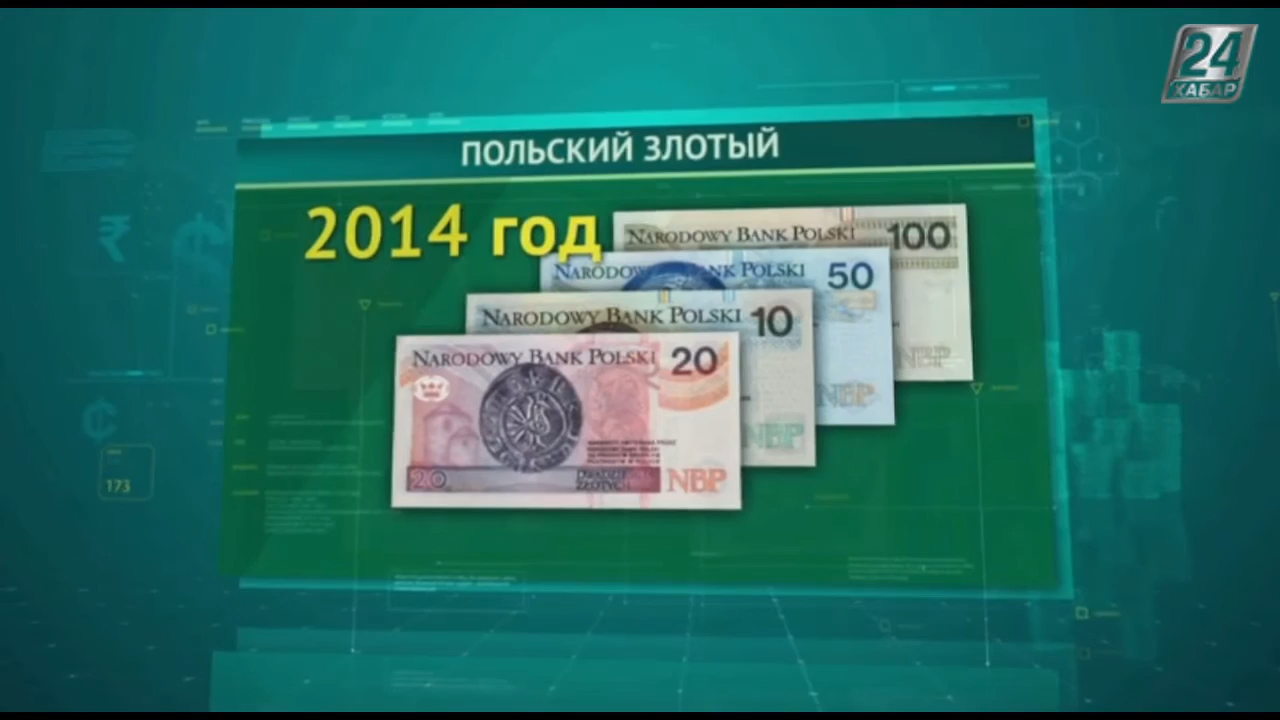 24
ХАБАР
ПОЛЬСКИЙ ЗЛОТЫЙ
2014 год
NARODOWY BANK POLSKI 100
NBP
NARODOWY BANK POLSKI 50
NBP
NARODOWY BANK POLSKI 10
NBP
NARODOWY BANK POLSKI 20
20
NBP
173